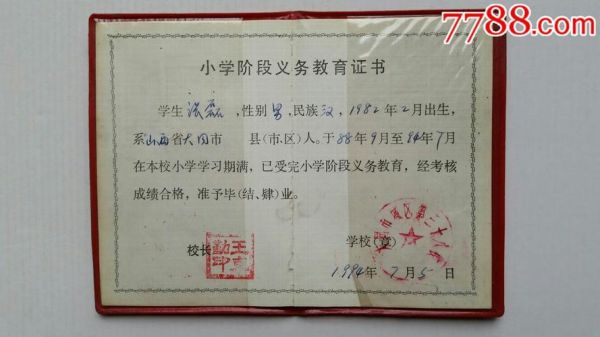 7788.com
小学阶段义务教育证书
学生 张磊 ,性别 男 ,民族 汉 , 1982 年 2 月出生,
系山西省大同市 县(市、区)人。于 88 年 9 月至 94 年 7 月
在本校小学学习期满，已受完小学阶段义务教育，经考核
成绩合格，准予毕(结、肄)业。
校长
学校(章)
1994 年 7 月 5 日